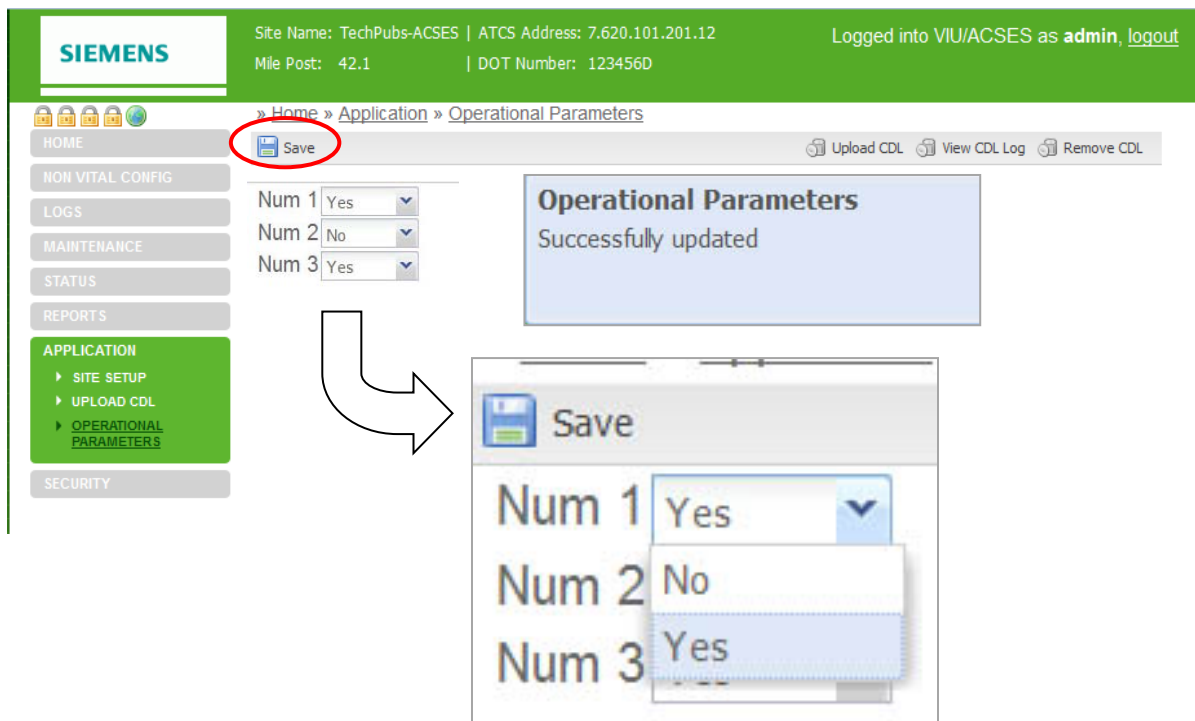 SIEMENS
Site Name: TechPubs-ACSES | ATCS Address: 7.620.101.201.12
Mile Post: 42.1 | DOT Number: 123456D
Logged into VIU/ACSES as admin, logout
» Home » Application » Operational Parameters
Save
Upload CDL View CDL Log Remove CDL
HOME
NON VITAL CONFIG
LOGS
MAINTENANCE
STATUS
REPORTS
APPLICATION
SITE SETUP
UPLOAD CDL
OPERATIONAL
PARAMETERS
SECURITY
Num 1 Yes
Num 2 No
Num 3 Yes
Operational Parameters
Successfully updated
Save
Num 1 Yes
Num 2 No
Num 3 Yes